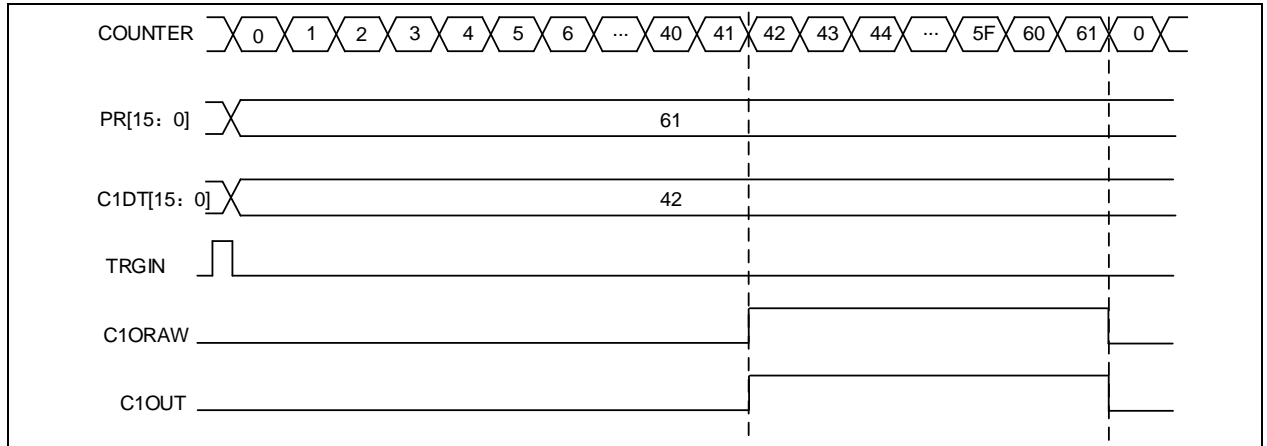 COUNTER 0 1 2 3 4 5 6 ... 40 41 42 43 44 ... 5F 60 61 0
PR[15：0] 61
C1DT[15：0] 42
TRGIN
C1ORAW
C1OUT